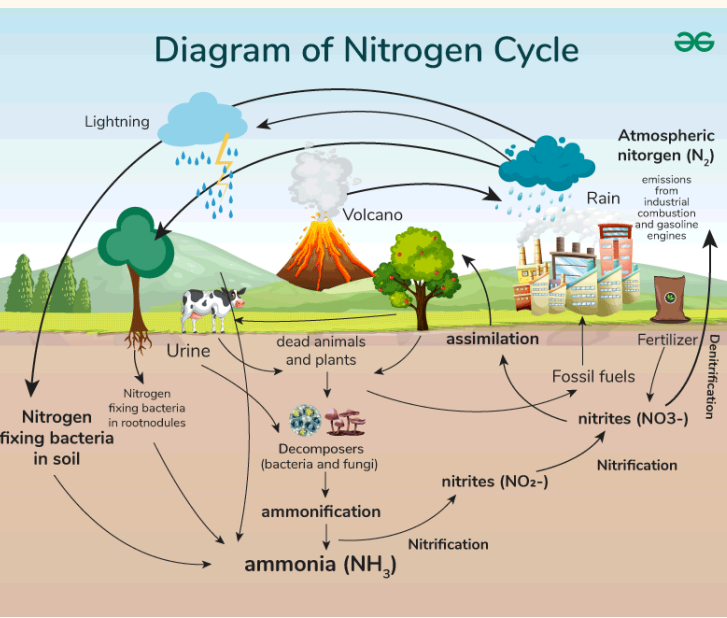 Diagram of Nitrogen Cycle
Lightning
Atmospheric
nitorgen (N₂)
emissions
from
industrial
combustion
and gasoline
engines
Rain
Volcano
Urine
dead animals
and plants
assimilation
Fertilizer
Denitrification
Fossil fuels
Nitrogen
fixing bacteria
in rootnodules
Nitrogen
fixing bacteria
in soil
nitrites (NO3-)
Decomposers
(bacteria and fungi)
Nitrification
nitrites (NO₂-)
ammonification
Nitrification
ammonia (NH₃)